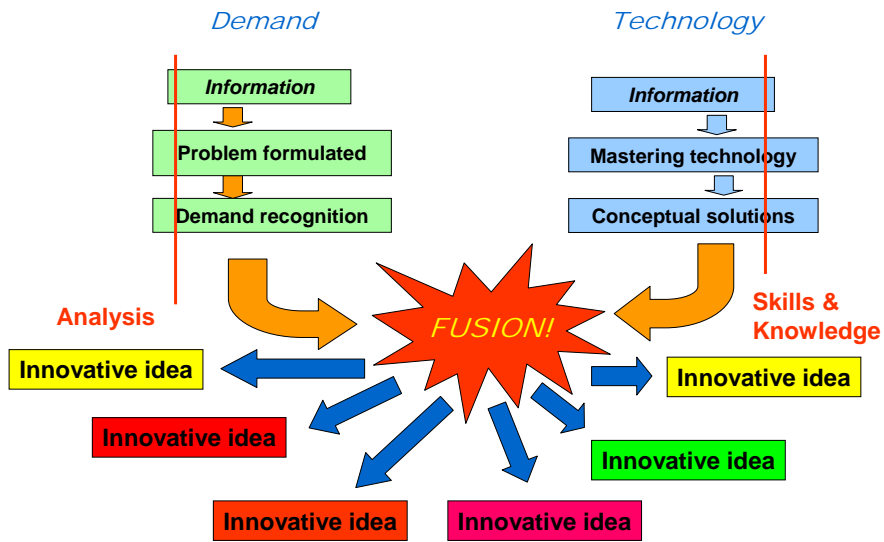 Demand
Technology
Information
Information
Problem formulated
Mastering technology
Demand recognition
Conceptual solutions
Analysis
FUSION!
Skills &
Knowledge
Innovative idea
Innovative idea
Innovative idea
Innovative idea
Innovative idea
Innovative idea